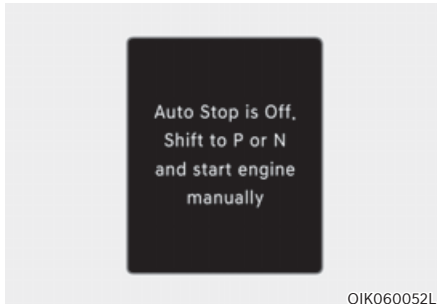 Auto Stop is Off.
Shift to P or N
and start engine
manually
OIK060052L